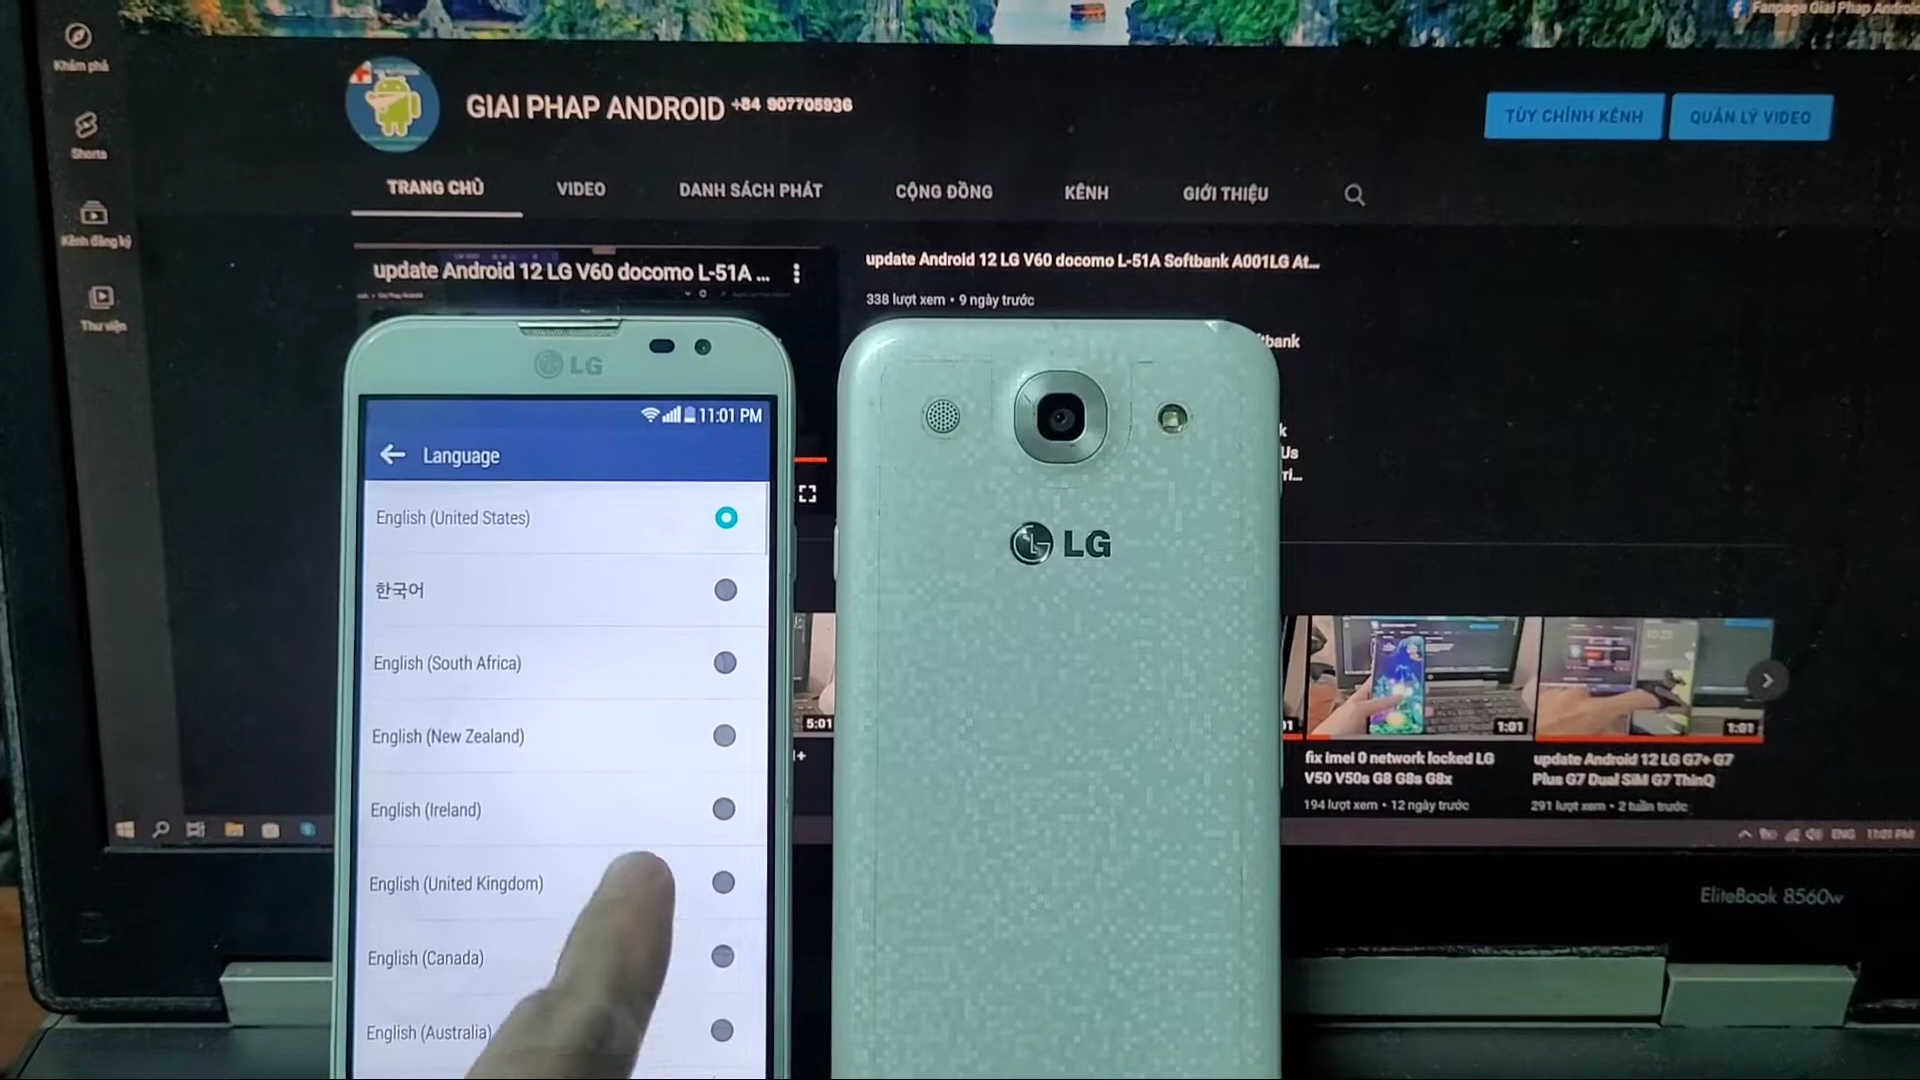 Fanpage Giai Phap Android
Khám phá
Shorts
Kênh đăng ký
Thư viện
GIAI PHAP ANDROID +84 907705936
TÙY CHỈNH KÊNH
QUẢN LÝ VIDEO
TRANG CHỦ
VIDEO
DANH SÁCH PHÁT
CỘNG ĐỒNG
KÊNH
GIỚI THIỆU
update Android 12 LG V60 docomo L-51A ...
update Android 12 LG V60 docomo L-51A Softbank A001LG At...
338 lượt xem • 9 ngày trước
LG
11:01 PM
Language
English (United States)
한국어
English (South Africa)
English (New Zealand)
English (Ireland)
English (United Kingdom)
English (Canada)
English (Australia)
LG
Us
5:01
1:01
fix imei 0 network locked LG
V50 V50s G8 G8s G8x
194 lượt xem • 12 ngày trước
1:01
update Android 12 LG G7+ G7
Plus G7 Dual SIM G7 ThinQ
291 lượt xem • 2 tuần trước
ENG 11:01 PM
EliteBook 8560w